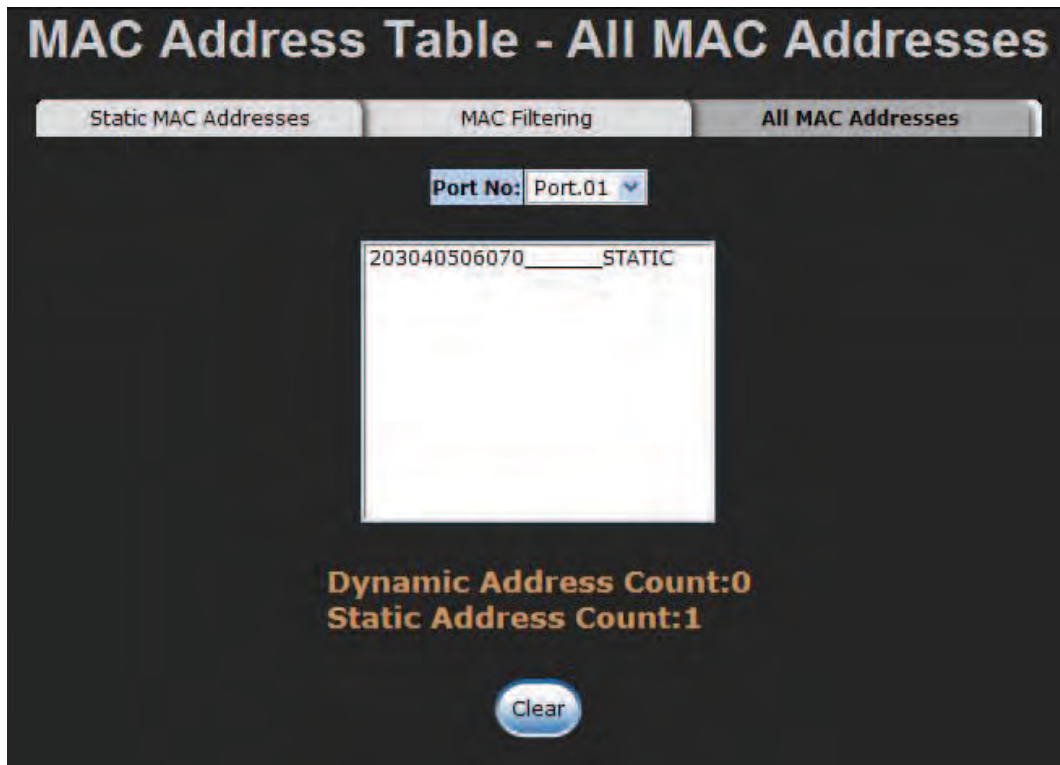 MAC Address Table - All MAC Addresses
Static MAC Addresses MAC Filtering All MAC Addresses
Port No: Port.01
203040506070______STATIC
Dynamic Address Count:0
Static Address Count:1
Clear